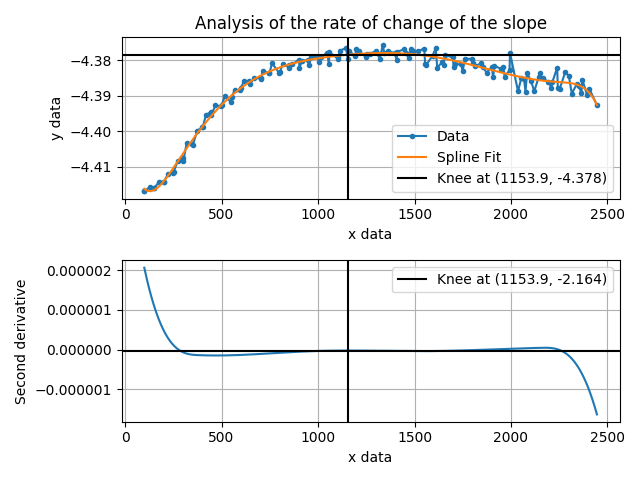 Analysis of the rate of change of the slope
−4.38
−4.39
−4.40
−4.41
y data
Data
Spline Fit
Knee at (1153.9, -4.378)
0
500
1000
1500
2000
2500
x data
0.000002
0.000001
0.000000
−0.000001
Second derivative
Knee at (1153.9, -2.164)
0
500
1000
1500
2000
2500
x data